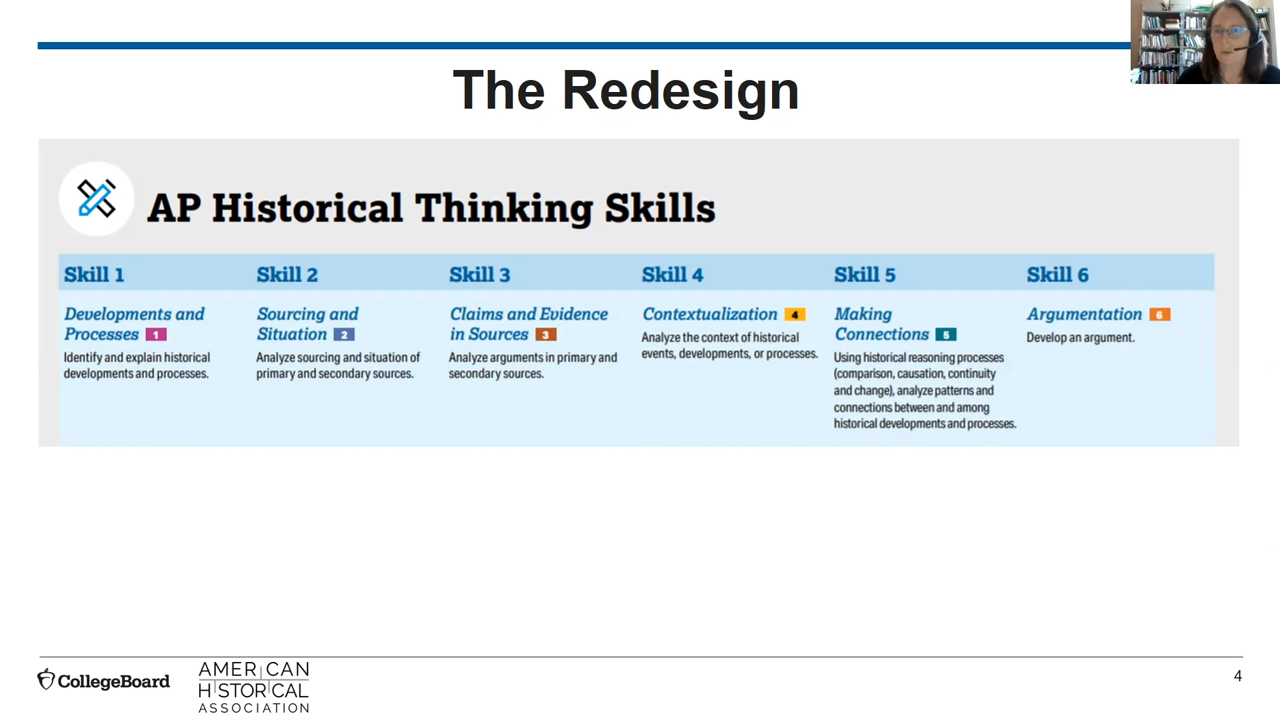 The Redesign
AP Historical Thinking Skills
Skill 1
Developments and
Processes 1
Identify and explain historical
developments and processes.
Skill 2
Sourcing and
Situation 2
Analyze sourcing and situation of
primary and secondary sources.
Skill 3
Claims and Evidence
in Sources 3
Analyze arguments in primary and
secondary sources.
Skill 4
Contextualization 4
Analyze the context of historical
events, developments, or processes.
Skill 5
Making
Connections 5
Using historical reasoning processes
(comparison, causation, continuity
and change), analyze patterns and
connections between and among
historical developments and processes.
Skill 6
Argumentation 6
Develop an argument.
CollegeBoard
AMERICAN
HISTORICAL
ASSOCIATION
4